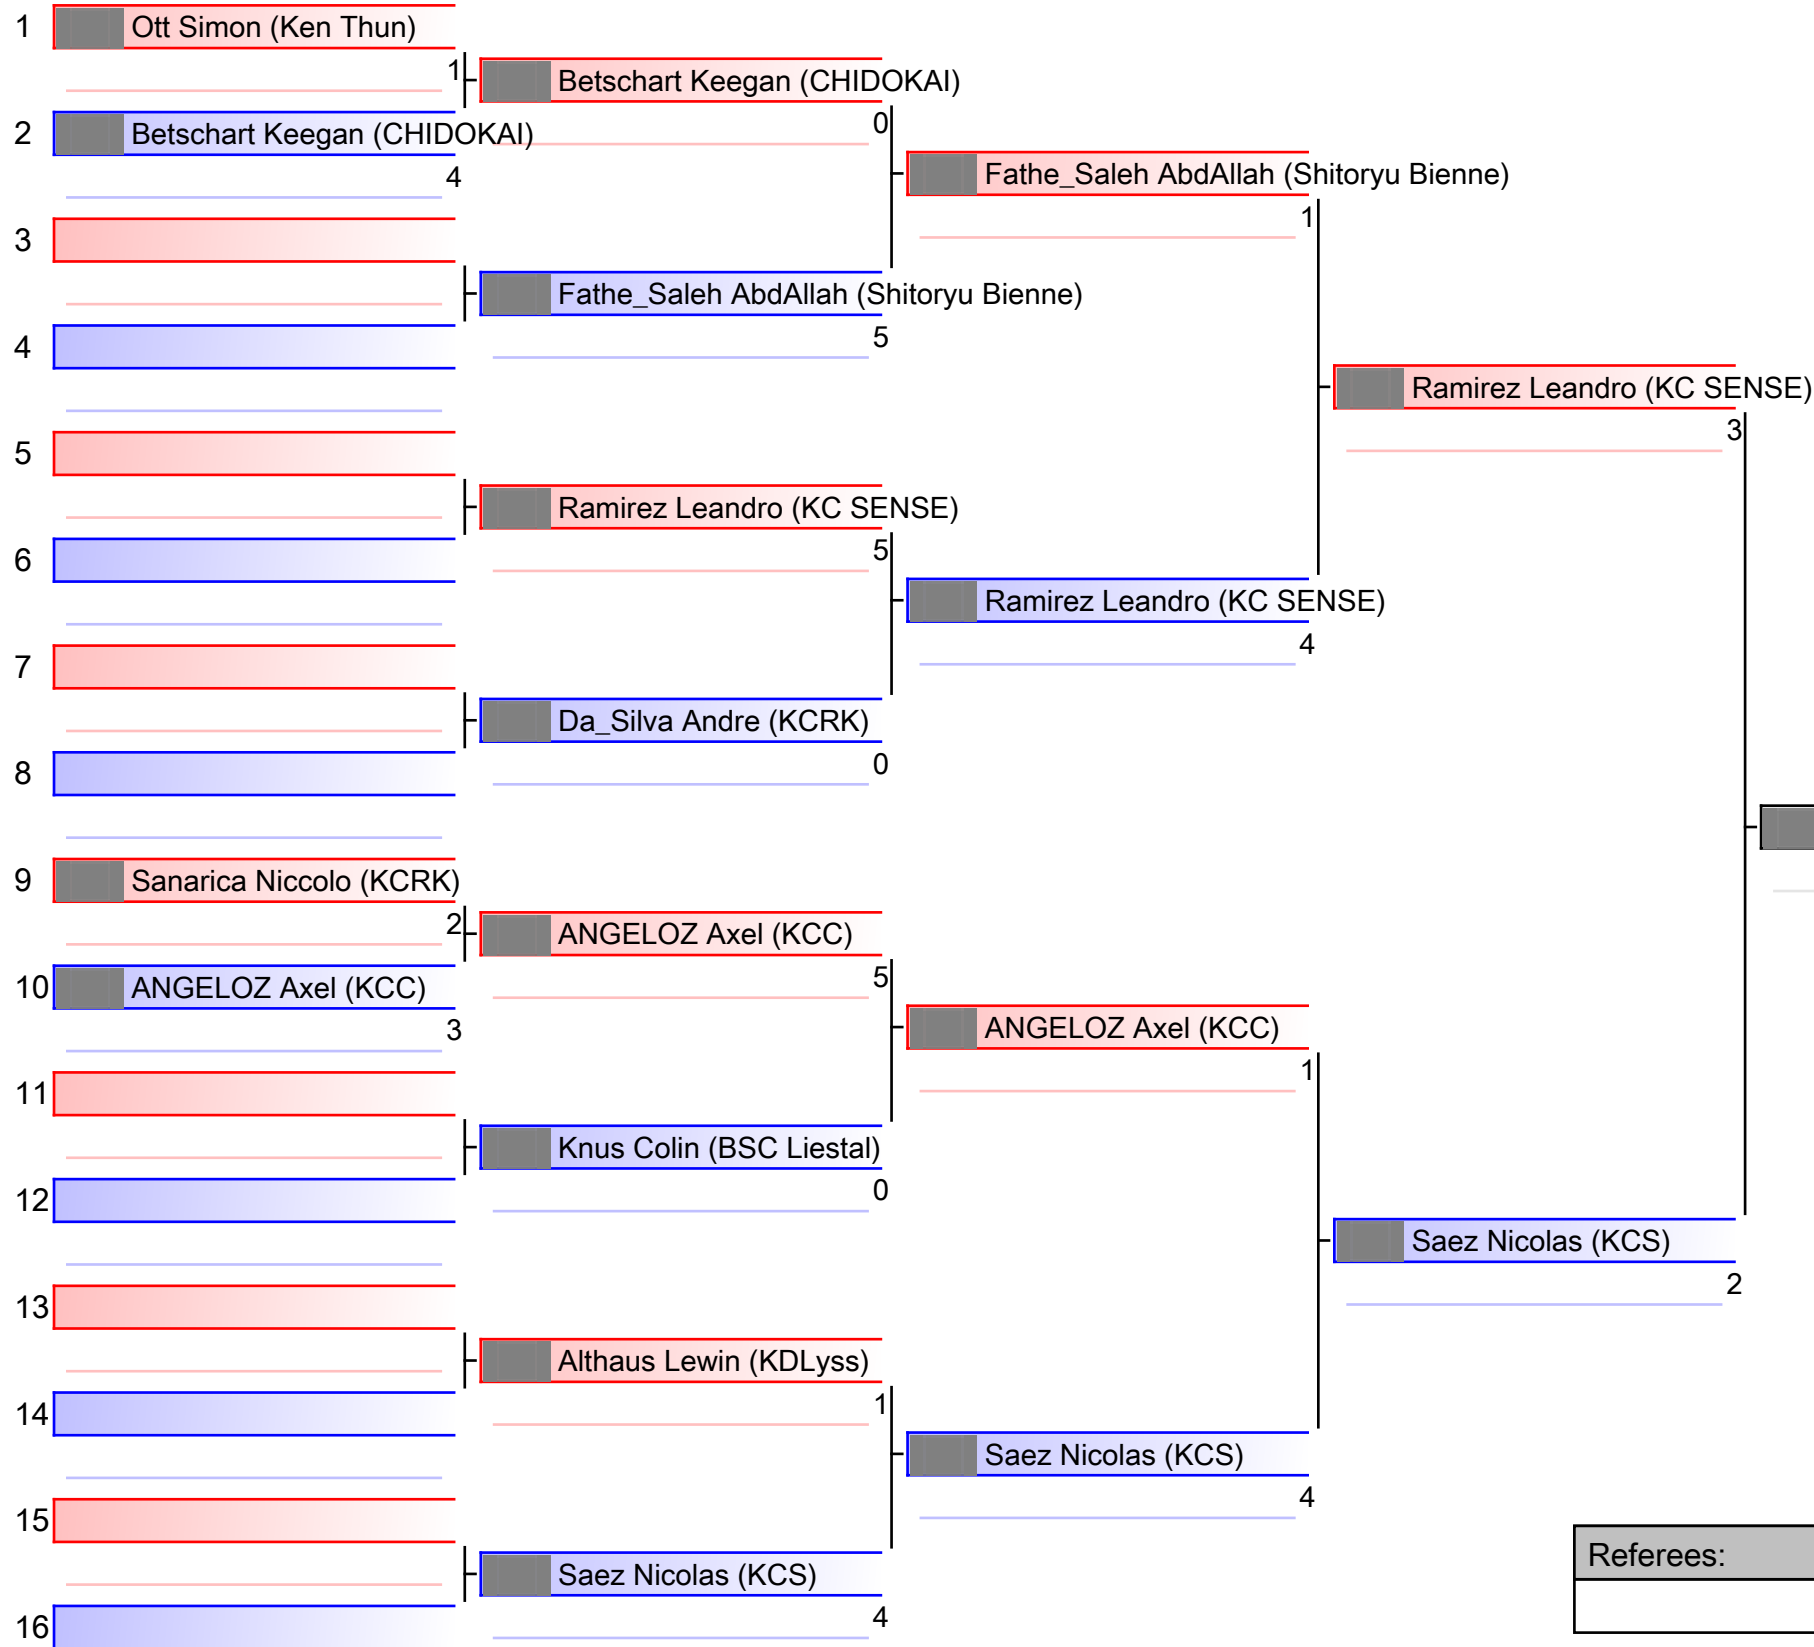 1 Ott Simon (Ken Thun)
1
Betschart Keegan (CHIDOKAI)
0
2 Betschart Keegan (CHIDOKAI)
4
Fathe_Saleh AbdAllah (Shitoryu Bienne)
1
3
Fathe_Saleh AbdAllah (Shitoryu Bienne)
5
4
Ramirez Leandro (KC SENSE)
3
5
Ramirez Leandro (KC SENSE)
5
6
Ramirez Leandro (KC SENSE)
4
7
Da_Silva Andre (KCRK)
0
8
9 Sanarica Niccolo (KCRK)
2
ANGELOZ Axel (KCC)
5
10 ANGELOZ Axel (KCC)
3
ANGELOZ Axel (KCC)
1
11
Knus Colin (BSC Liestal)
0
12
Saez Nicolas (KCS)
2
13
Althaus Lewin (KDLyss)
1
14
Saez Nicolas (KCS)
4
15
Saez Nicolas (KCS)
4
16
Referees: